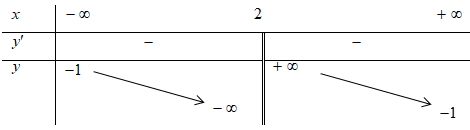 x − ∞ 2 + ∞
y′ − −
y −1 + ∞
− ∞ −1